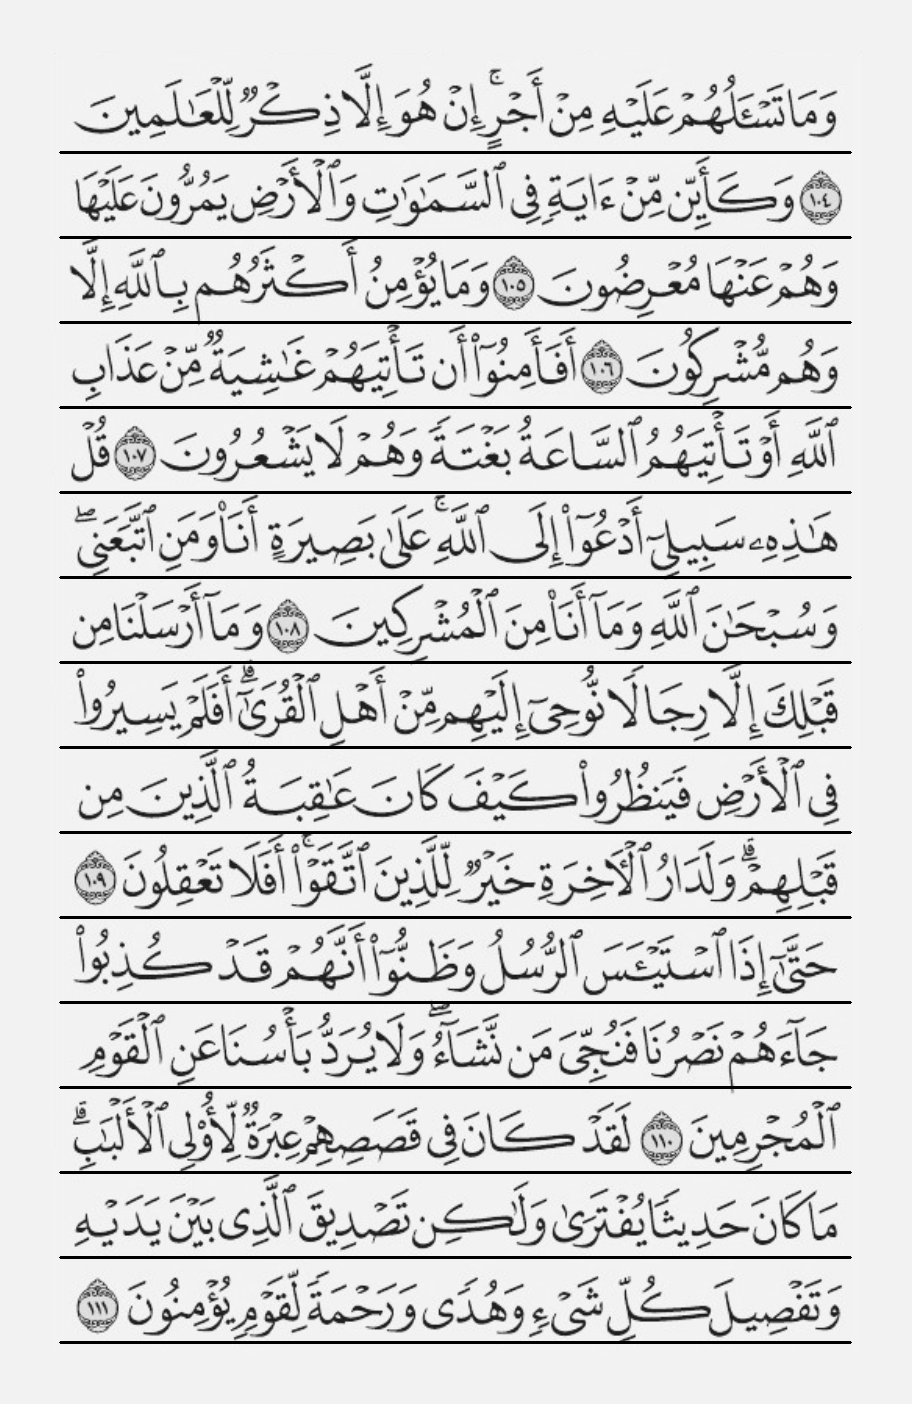 وَمَا تَسْـَٔلُهُمْ عَلَيْهِ مِنْ أَجْرٍ ۚ إِنْ هُوَ إِلَّا ذِكْرٌ لِّلْعَـٰلَمِينَ
١٠٤ وَكَأَيِّن مِّنْ ءَايَةٍ فِى ٱلسَّمَـٰوَٰتِ وَٱلْأَرْضِ يَمُرُّونَ عَلَيْهَا
وَهُمْ عَنْهَا مُعْرِضُونَ ١٠٥ وَمَا يُؤْمِنُ أَكْثَرُهُم بِٱللَّهِ إِلَّا
وَهُم مُّشْرِكُونَ ١٠٦ أَفَأَمِنُوٓا۟ أَن تَأْتِيَهُمْ غَـٰشِيَةٌ مِّنْ عَذَابِ
ٱللَّهِ أَوْ تَأْتِيَهُمُ ٱلسَّاعَةُ بَغْتَةً وَهُمْ لَا يَشْعُرُونَ ١٠٧ قُلْ
هَـٰذِهِۦ سَبِيلِىٓ أَدْعُوٓا۟ إِلَى ٱللَّهِ ۚ عَلَىٰ بَصِيرَةٍ أَنَا۠ وَمَنِ ٱتَّبَعَنِى ۖ
وَسُبْحَـٰنَ ٱللَّهِ وَمَآ أَنَا۠ مِنَ ٱلْمُشْرِكِينَ ١٠٨ وَمَآ أَرْسَلْنَا مِن
قَبْلِكَ إِلَّا رِجَالًا نُّوحِىٓ إِلَيْهِم مِّنْ أَهْلِ ٱلْقُرَىٰٓ ۗ أَفَلَمْ يَسِيرُوا۟
فِى ٱلْأَرْضِ فَيَنظُرُوا۟ كَيْفَ كَانَ عَـٰقِبَةُ ٱلَّذِينَ مِن
قَبْلِهِمْ ۗ وَلَدَارُ ٱلْـَٔاخِرَةِ خَيْرٌ لِّلَّذِينَ ٱتَّقَوْا۟ ۚ أَفَلَا تَعْقِلُونَ ١٠٩
حَتَّىٰٓ إِذَا ٱسْتَيْـَٔسَ ٱلرُّسُلُ وَظَنُّوٓا۟ أَنَّهُمْ قَدْ كُذِبُوا۟
جَآءَهُمْ نَصْرُنَا فَنُجِّىَ مَن نَّشَآءُ ۖ وَلَا يُرَدُّ بَأْسُنَا عَنِ ٱلْقَوْمِ
ٱلْمُجْرِمِينَ ١١٠ لَقَدْ كَانَ فِى قَصَصِهِمْ عِبْرَةٌ لِّأُو۟لِى ٱلْأَلْبَـٰبِ ۗ
مَا كَانَ حَدِيثًا يُفْتَرَىٰ وَلَـٰكِن تَصْدِيقَ ٱلَّذِى بَيْنَ يَدَيْهِ
وَتَفْصِيلَ كُلِّ شَىْءٍ وَهُدًى وَرَحْمَةً لِّقَوْمٍ يُؤْمِنُونَ ١١١